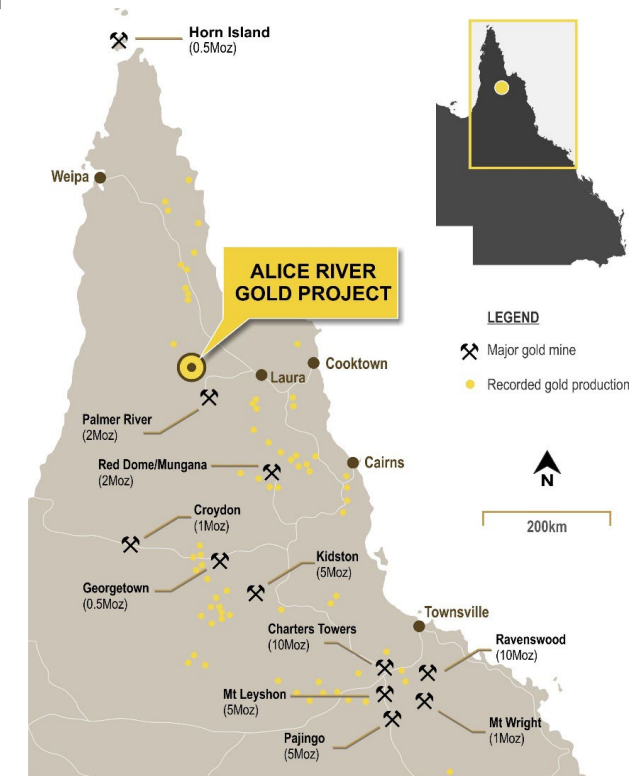 Horn Island
(0.5Moz)
Weipa
ALICE RIVER
GOLD PROJECT
LEGEND
Major gold mine
Recorded gold production
Cooktown
Laura
Palmer River
(2Moz)
Red Dome/Mungana
(2Moz)
Cairns
N
200km
Croydon
(1Moz)
Kidston
(5Moz)
Georgetown
(0.5Moz)
Townsville
Charters Towers
(10Moz)
Ravenswood
(10Moz)
Mt Leyshon
(5Moz)
Mt Wright
(1Moz)
Pajingo
(5Moz)